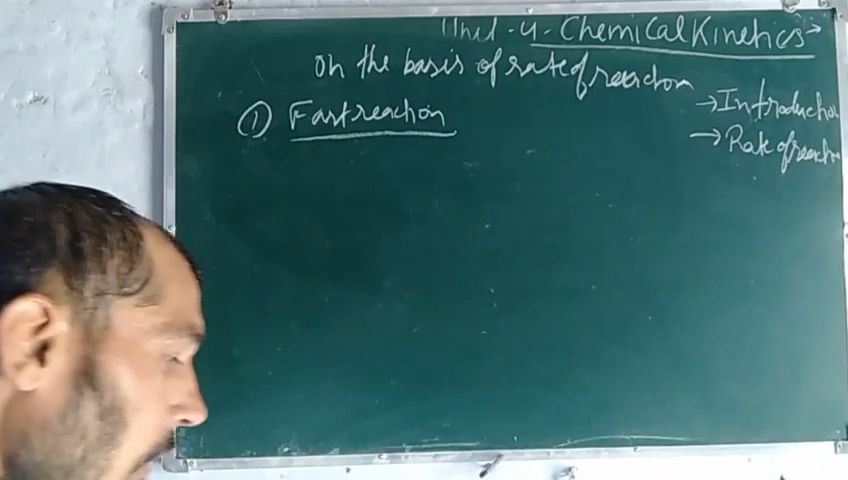 Unit-4-Chemical Kinetics→
on the basis of rate of reaction
① Fast reaction
→ Introduction
→ Rate of reaction